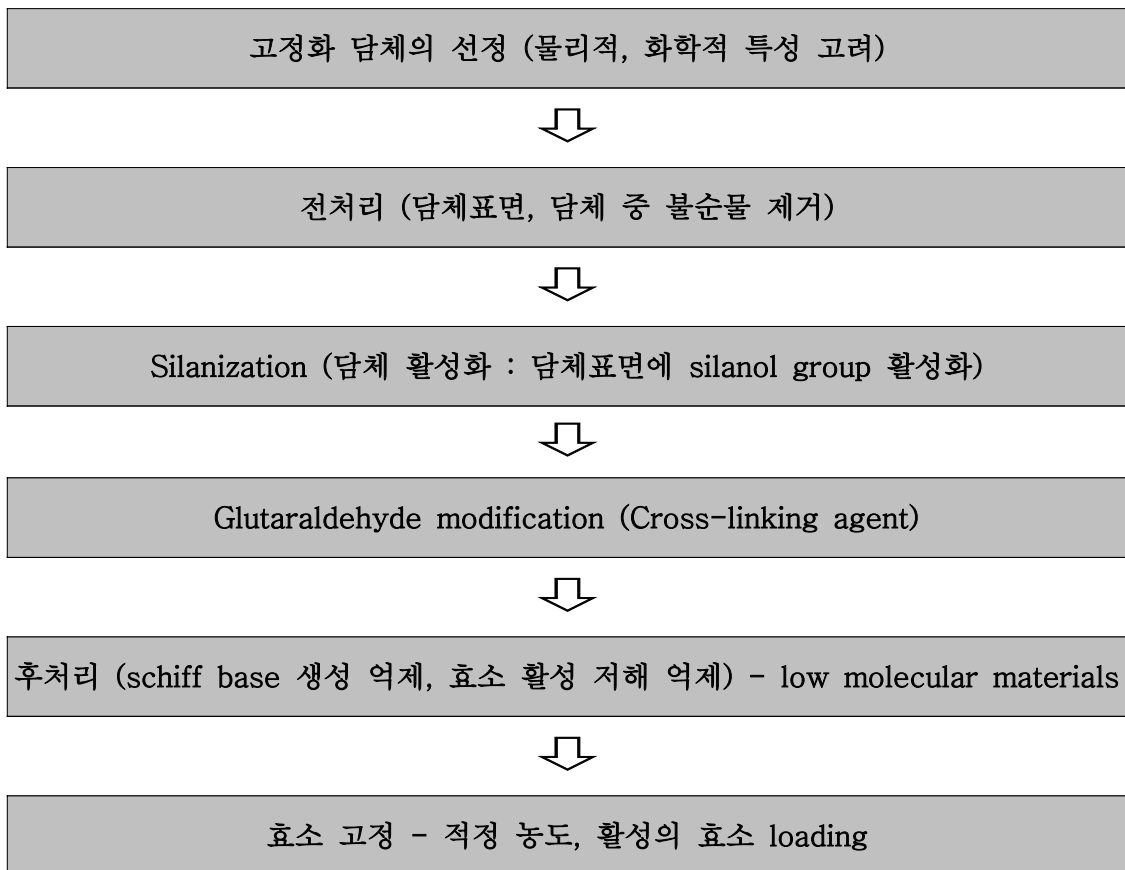 고정화 담체의 선정 (물리적, 화학적 특성 고려)
전처리 (담체표면, 담체 중 불순물 제거)
Silanization (담체 활성화 : 담체표면에 silanol group 활성화)
Glutaraldehyde modification (Cross-linking agent)
후처리 (schiff base 생성 억제, 효소 활성 저해 억제) - low molecular materials
효소 고정 - 적정 농도, 활성의 효소 loading